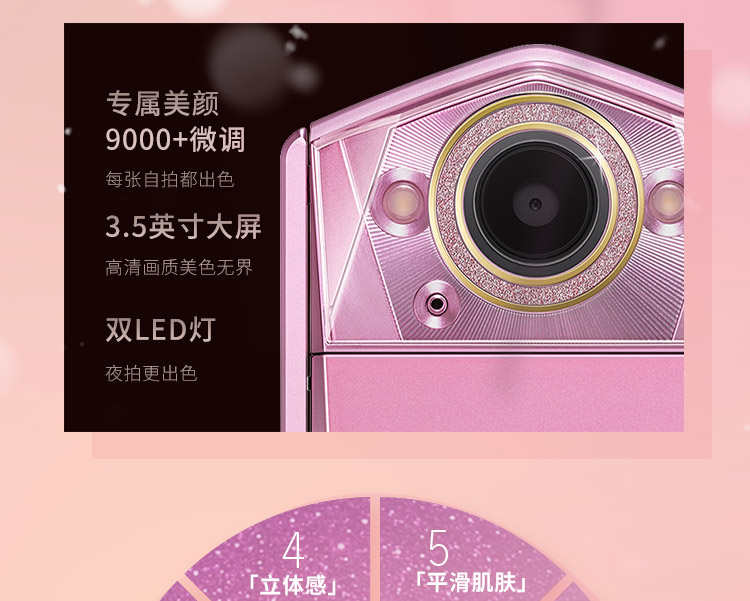 专属美颜
9000+微调
每张自拍都出色
3.5英寸大屏
高清画质美色无界
双LED灯
夜拍更出色
4
「立体感」
5
「平滑肌肤」